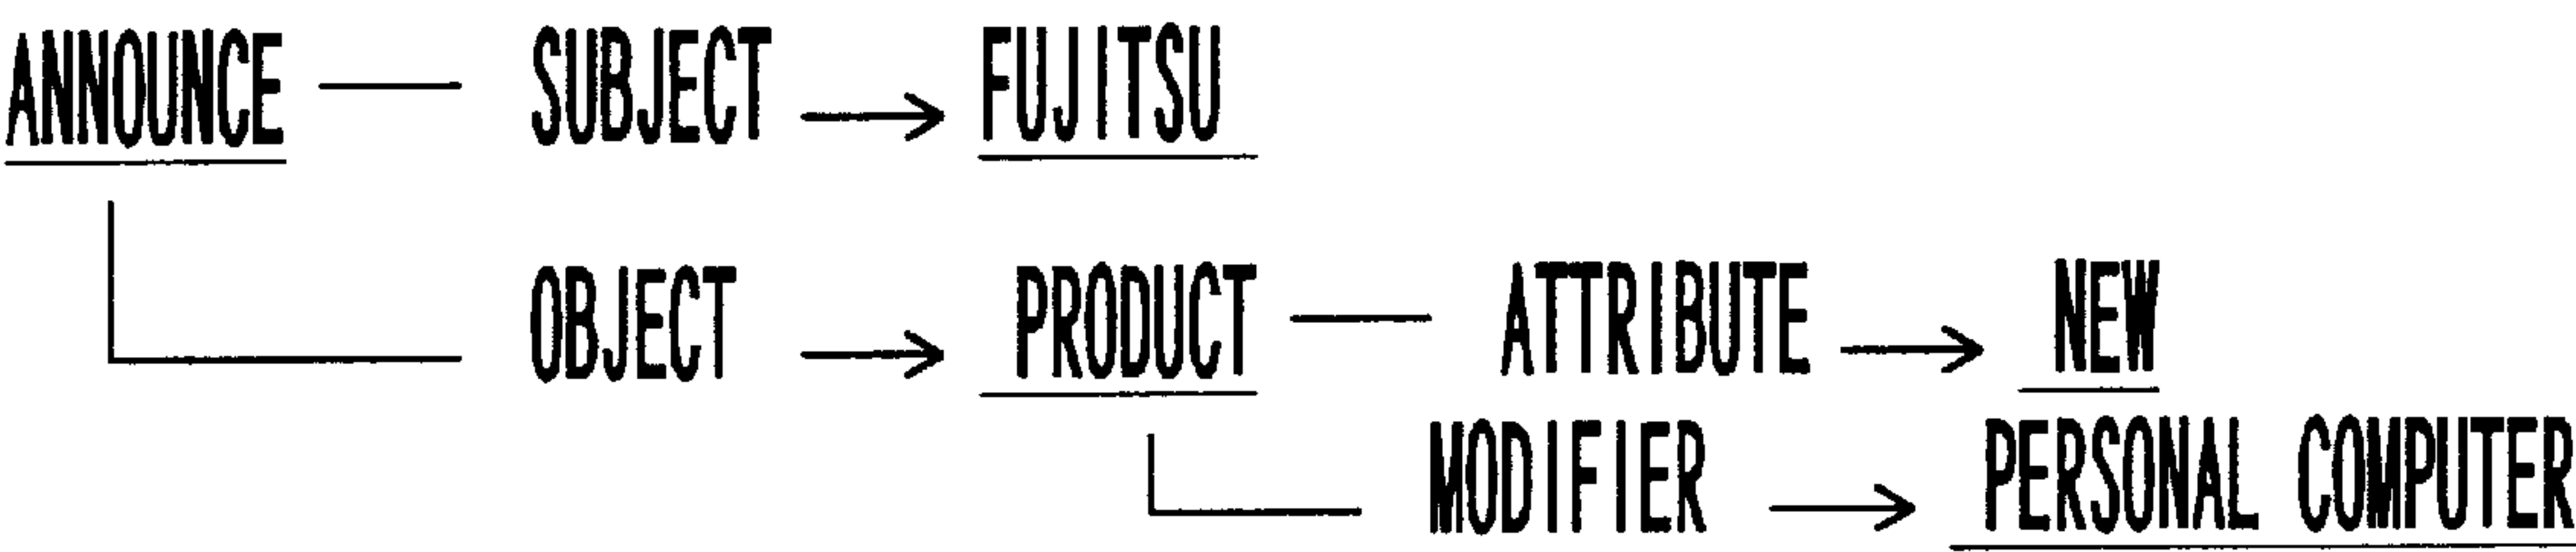 ANNOUNCE SUBJECT FUJITSU
OBJECT PRODUCT ATTRIBUTE NEW
MODIFIER PERSONAL COMPUTER